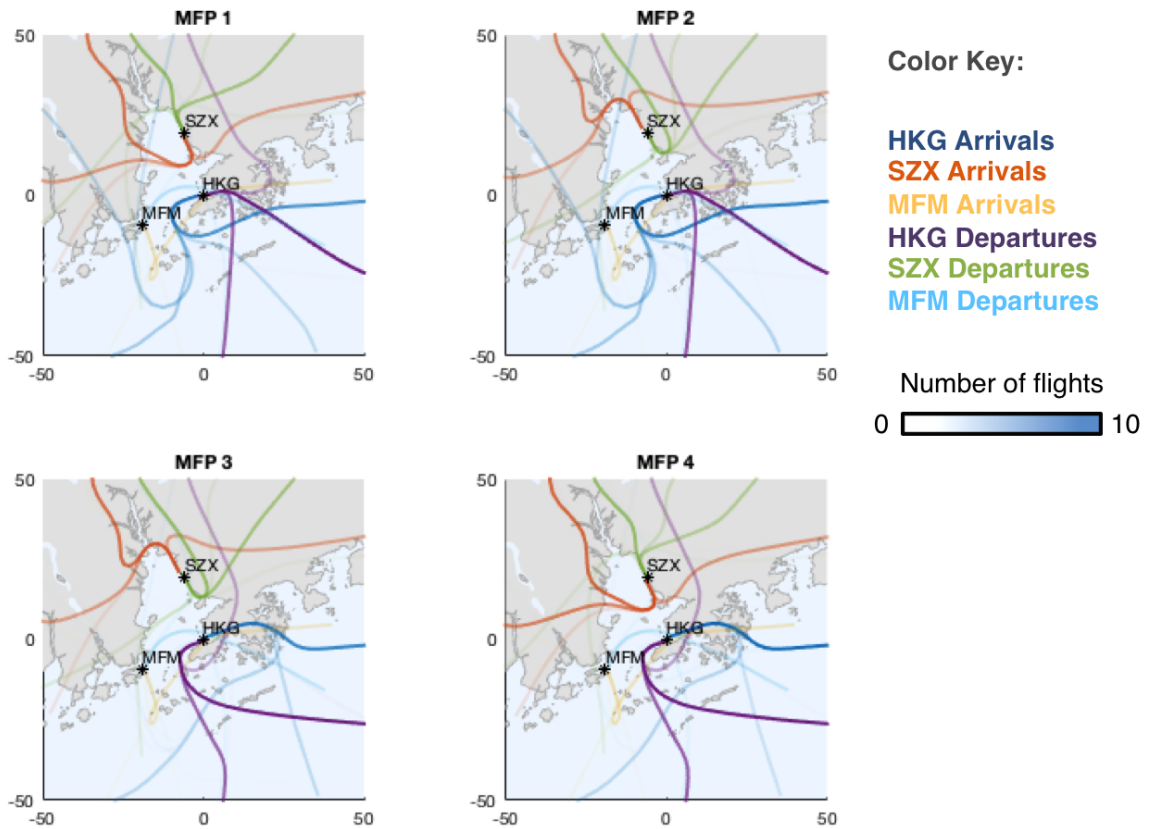 MFP 1
50
0
-50
-50
0
50
SZX
HKG
MFM
MFP 2
50
0
-50
-50
0
50
SZX
HKG
MFM
Color Key:
HKG Arrivals
SZX Arrivals
MFM Arrivals
HKG Departures
SZX Departures
MFM Departures
Number of flights
0 10
MFP 3
50
0
-50
-50
0
50
SZX
HKG
MFM
MFP 4
50
0
-50
-50
0
50
SZX
HKG
MFM